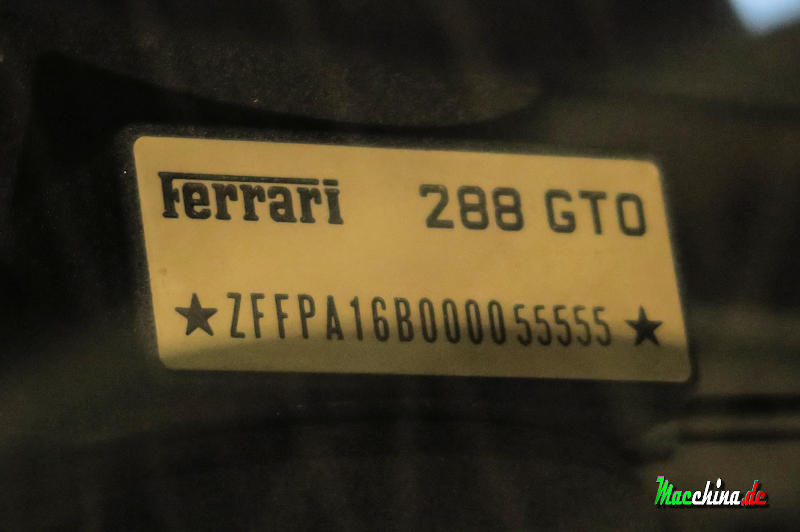 Ferrari 288 GTO
★ZFFPA16B000055555★
Macchina.de